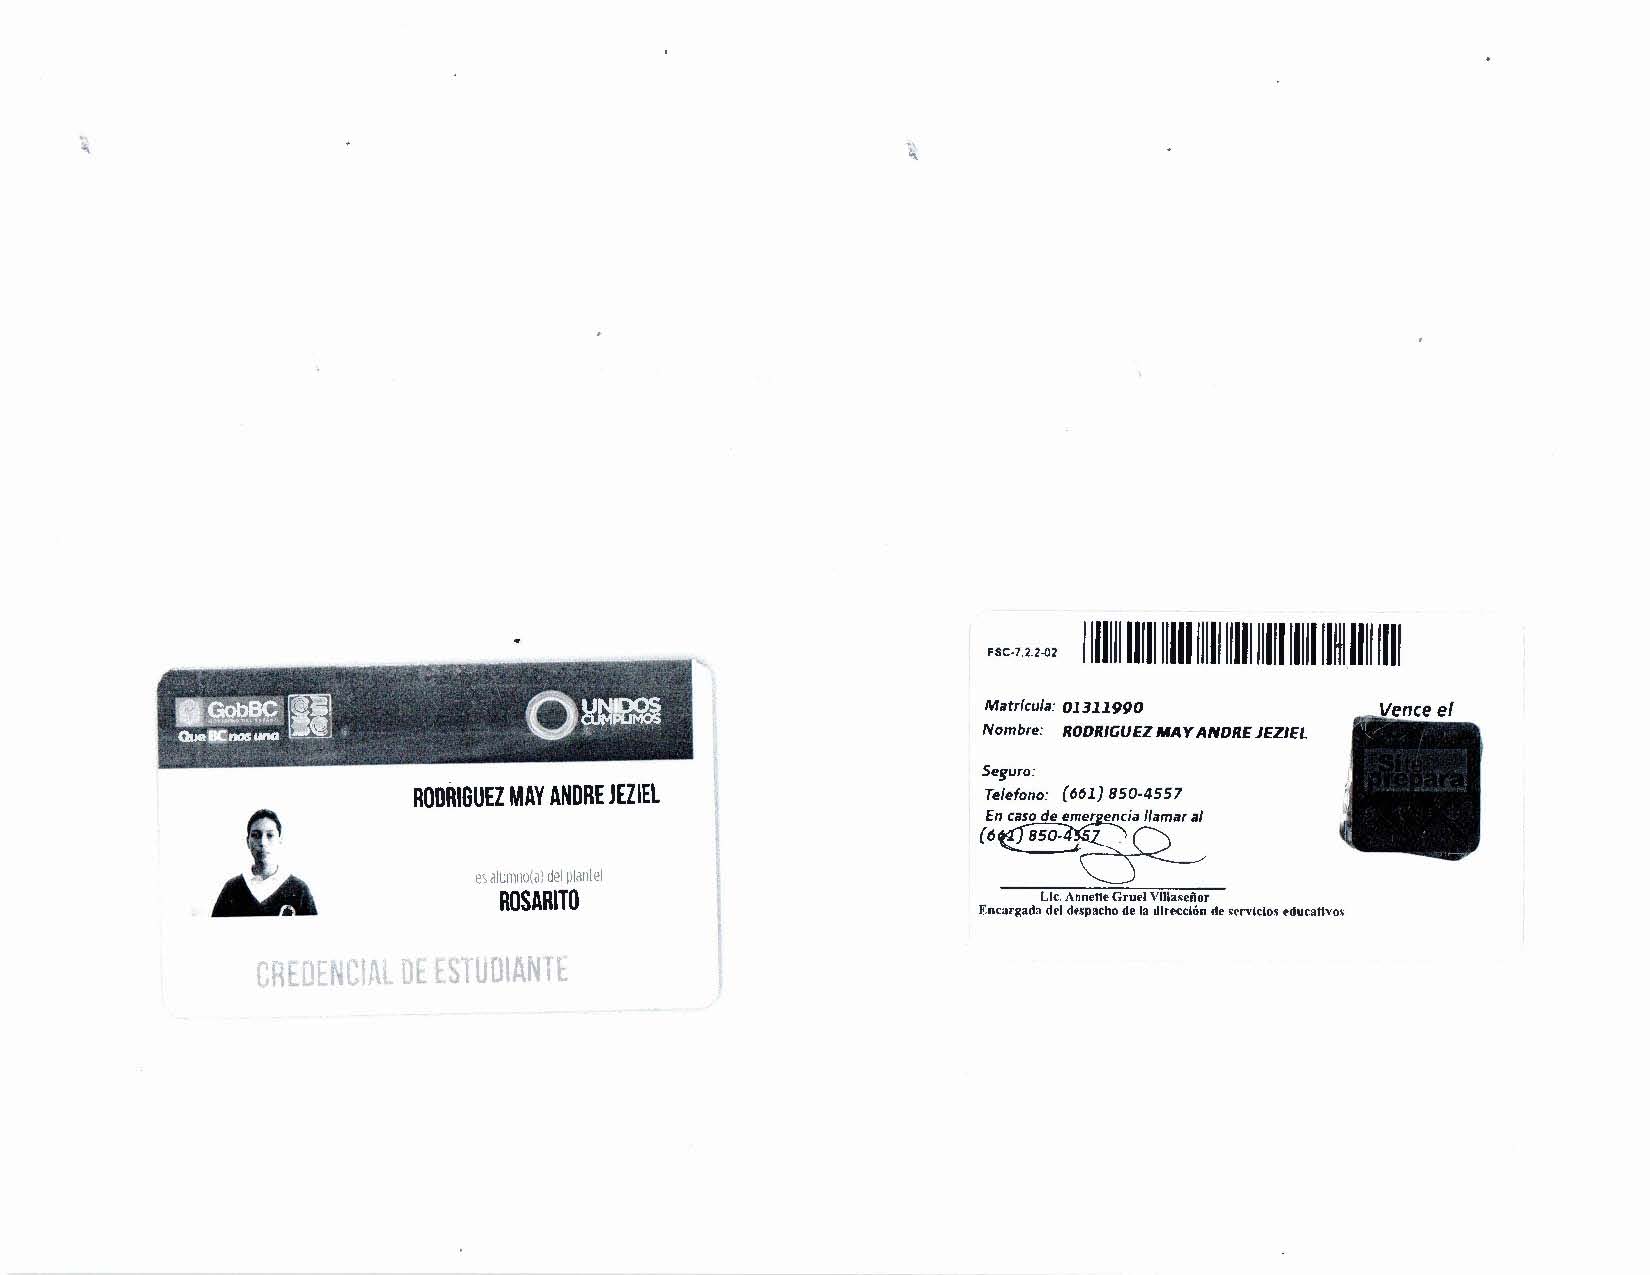 GobBC
Que BC nos una
UNIDOS
CUMPLIMOS
RODRIGUEZ MAY ANDRE JEZIEL
es alumno(a) del plantel
ROSARITO
CREDENCIAL DE ESTUDIANTE
FSC-7.2.2-02
Matrícula: 01311990
Vence el
Nombre: RODRIGUEZ MAY ANDRE JEZIEL
Seguro:
Telefono: (661) 850-4557
En caso de emergencia llamar al
(661) 850-4557
Site
prepara
Lic. Annette Gruel Villaseñor
Encargada del despacho de la dirección de servicios educativos